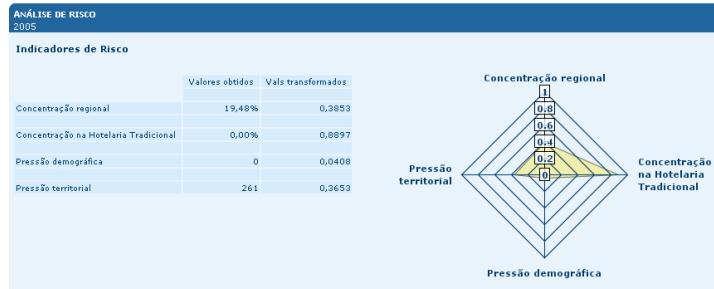 ANÁLISE DE RISCO
2005
Indicadores de Risco
Valores obtidos Vals transformados
Concentração regional 19,48% 0,3853
Concentração na Hotelaria Tradicional 0,00% 0,8897
Pressão demográfica 0 0,0408
Pressão territorial 261 0,3653
Concentração regional
1
0.8
0.6
0.4
0.2
0
Pressão
territorial
Concentração
na Hotelaria
Tradicional
Pressão demográfica